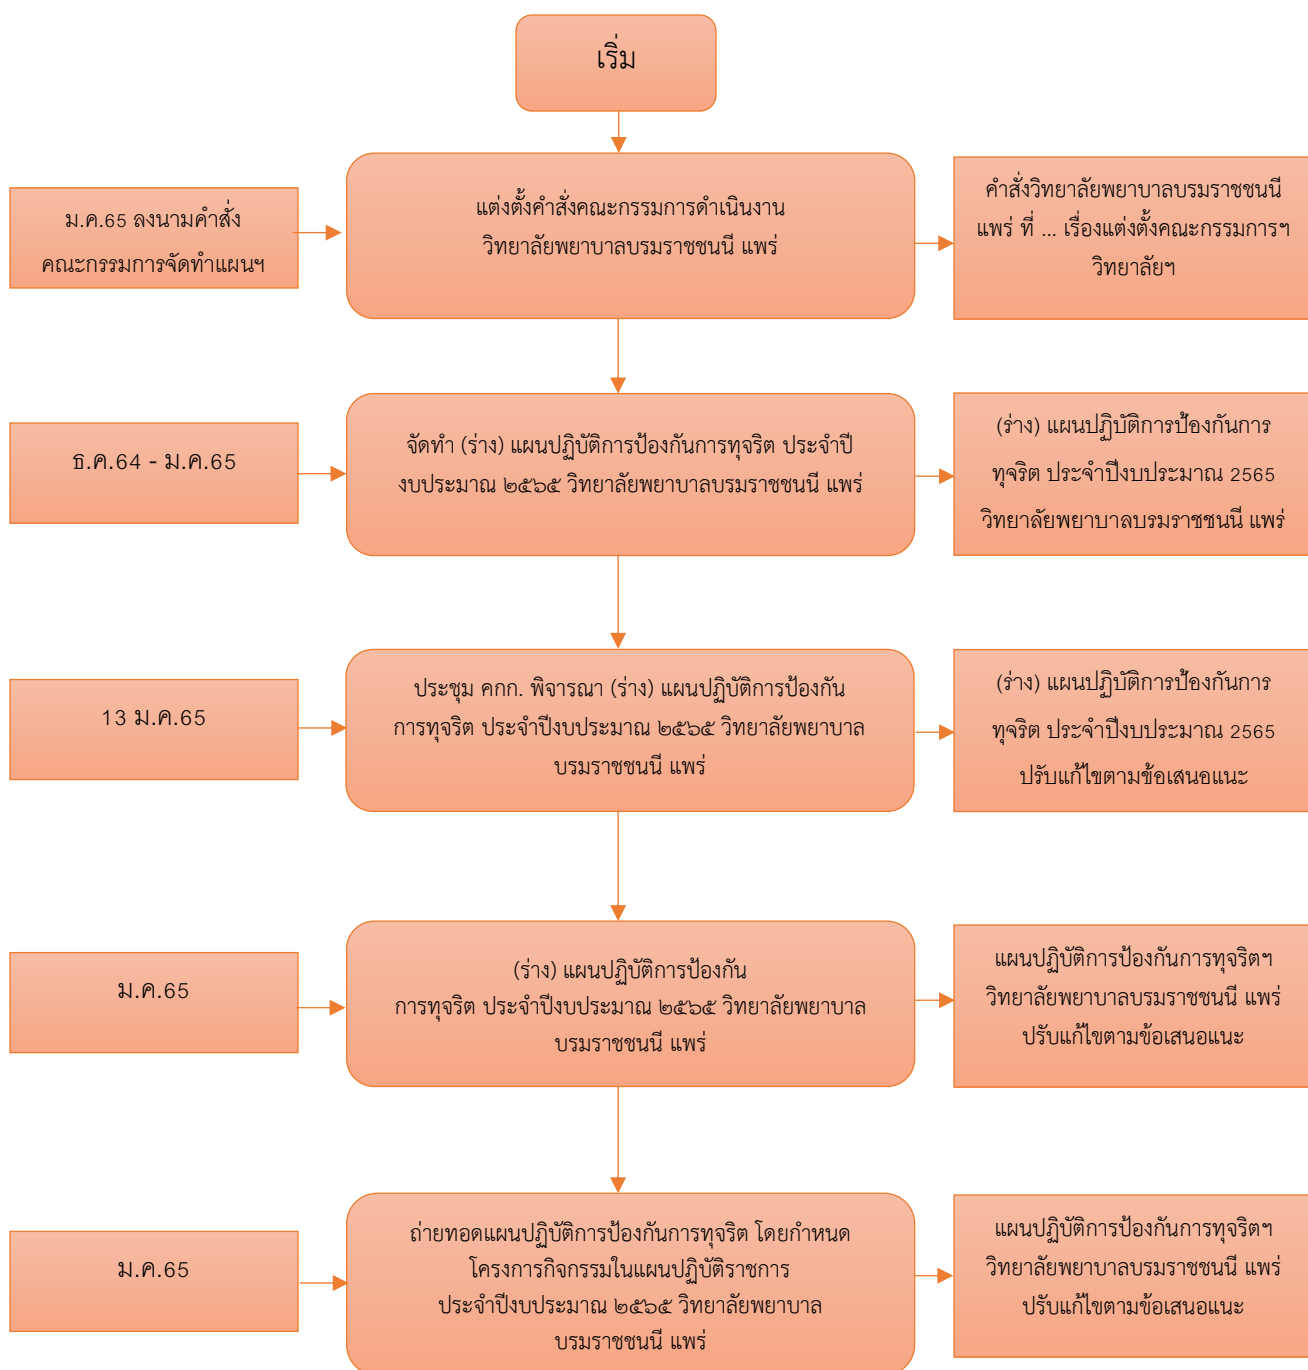 เริ่ม
ม.ค.65 ลงนามคำสั่ง
คณะกรรมการจัดทำแผนฯ
แต่งตั้งคำสั่งคณะกรรมการดำเนินงาน
วิทยาลัยพยาบาลบรมราชชนนี แพร่
คำสั่งวิทยาลัยพยาบาลบรมราชชนนี
แพร่ ที่ ... เรื่องแต่งตั้งคณะกรรมการฯ
วิทยาลัยฯ
ธ.ค.64 - ม.ค.65
จัดทำ (ร่าง) แผนปฏิบัติการป้องกันการทุจริต ประจำปี
งบประมาณ ๒๕๖๕ วิทยาลัยพยาบาลบรมราชชนนี แพร่
(ร่าง) แผนปฏิบัติการป้องกันการ
ทุจริต ประจำปีงบประมาณ 2565
วิทยาลัยพยาบาลบรมราชชนนี แพร่
13 ม.ค.65
ประชุม คกก. พิจารณา (ร่าง) แผนปฏิบัติการป้องกัน
การทุจริต ประจำปีงบประมาณ ๒๕๖๕ วิทยาลัยพยาบาล
บรมราชชนนี แพร่
(ร่าง) แผนปฏิบัติการป้องกันการ
ทุจริต ประจำปีงบประมาณ 2565
ปรับแก้ไขตามข้อเสนอแนะ
ม.ค.65
(ร่าง) แผนปฏิบัติการป้องกัน
การทุจริต ประจำปีงบประมาณ ๒๕๖๕ วิทยาลัยพยาบาล
บรมราชชนนี แพร่
แผนปฏิบัติการป้องกันการทุจริตฯ
วิทยาลัยพยาบาลบรมราชชนนี แพร่
ปรับแก้ไขตามข้อเสนอแนะ
ม.ค.65
ถ่ายทอดแผนปฏิบัติการป้องกันการทุจริต โดยกำหนด
โครงการกิจกรรมในแผนปฏิบัติราชการ
ประจำปีงบประมาณ ๒๕๖๕ วิทยาลัยพยาบาล
บรมราชชนนี แพร่
แผนปฏิบัติการป้องกันการทุจริตฯ
วิทยาลัยพยาบาลบรมราชชนนี แพร่
ปรับแก้ไขตามข้อเสนอแนะ